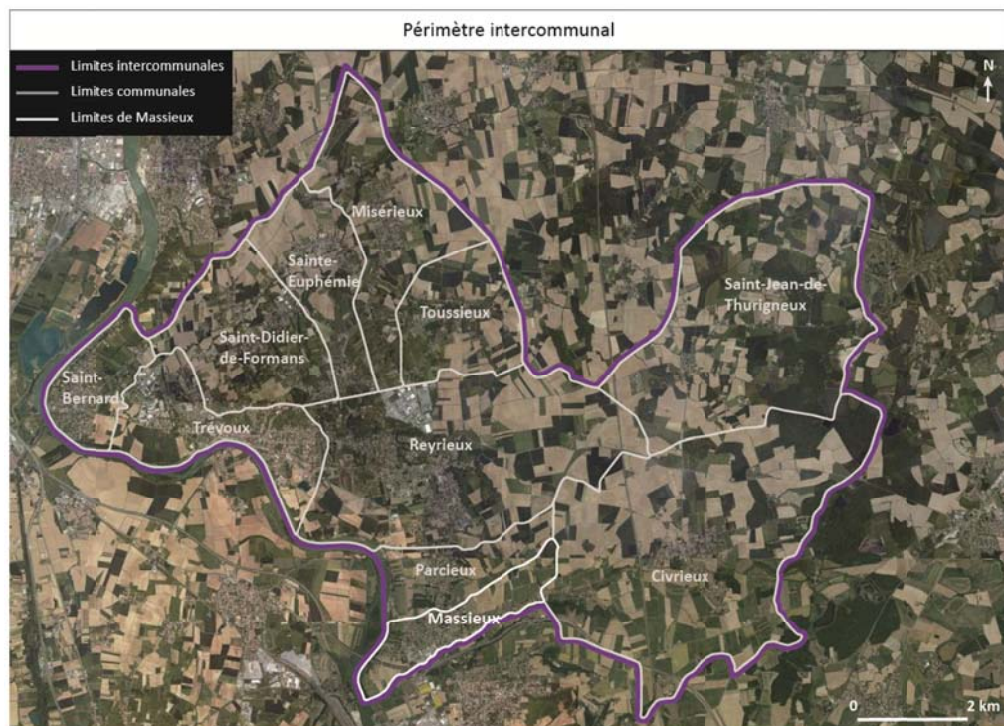 Périmètre intercommunal
Limites intercommunales
Limites communales
Limites de Massieux
N
Misérieux
Sainte-
Euphémie
Saint-Jean-de-
Thurigneux
Toussieux
Saint-Didier-
de-Formans
Saint-
Bernard
Trévoux
Reyrieux
Parcieux
Civrieux
Massieux
0 2 km